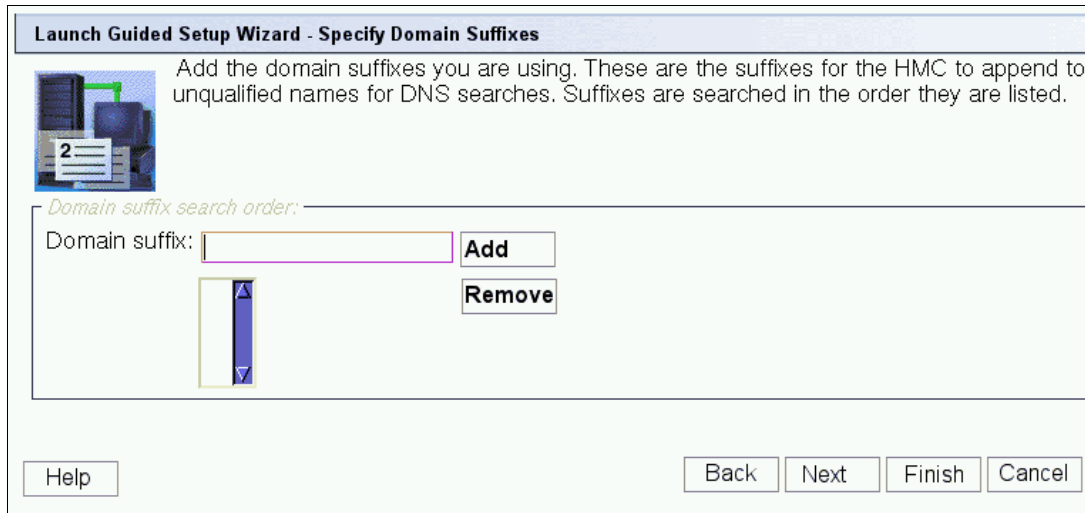 Launch Guided Setup Wizard - Specify Domain Suffixes
Add the domain suffixes you are using. These are the suffixes for the HMC to append to
unqualified names for DNS searches. Suffixes are searched in the order they are listed.
2
Domain suffix search order:
Domain suffix:
Add
Remove
Help
Back
Next
Finish
Cancel